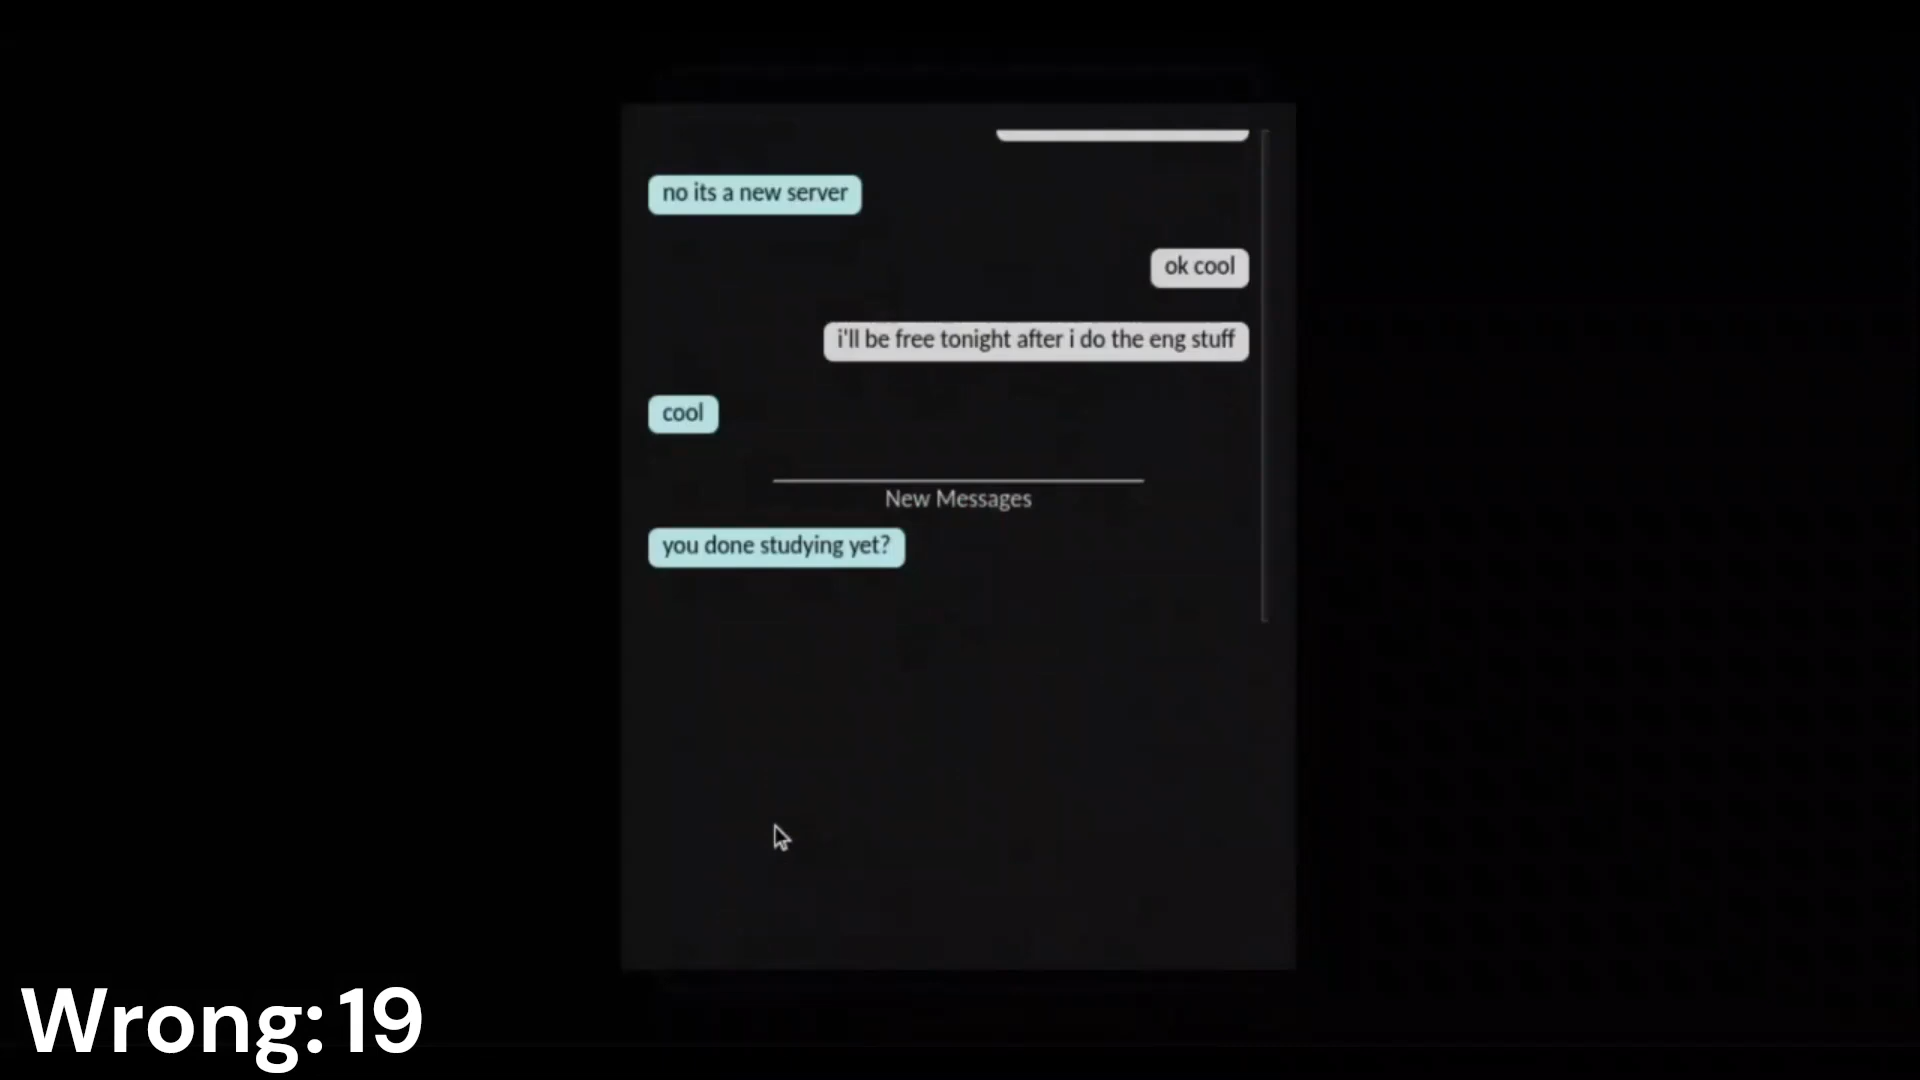 no its a new server
ok cool
i'll be free tonight after i do the eng stuff
cool
New Messages
you done studying yet?
Wrong: 19